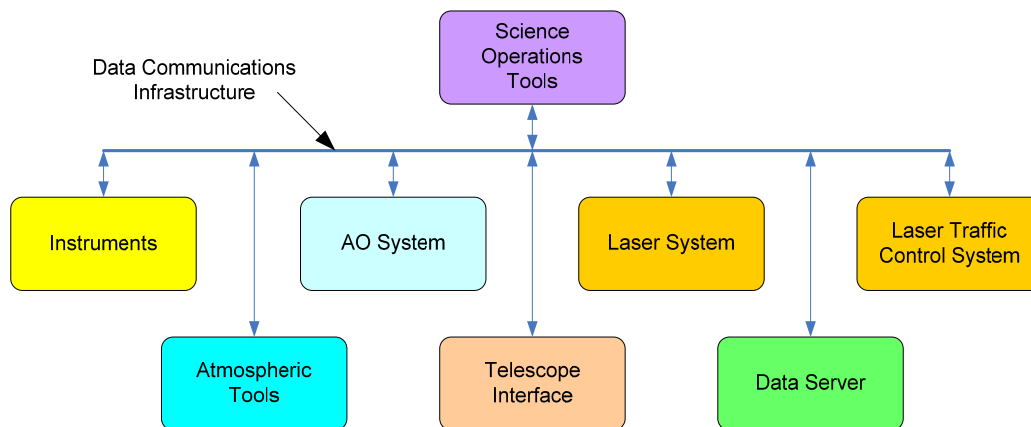 Science
Operations
Tools
Data Communications
Infrastructure
Instruments
AO System
Laser System
Laser Traffic
Control System
Atmospheric
Tools
Telescope
Interface
Data Server